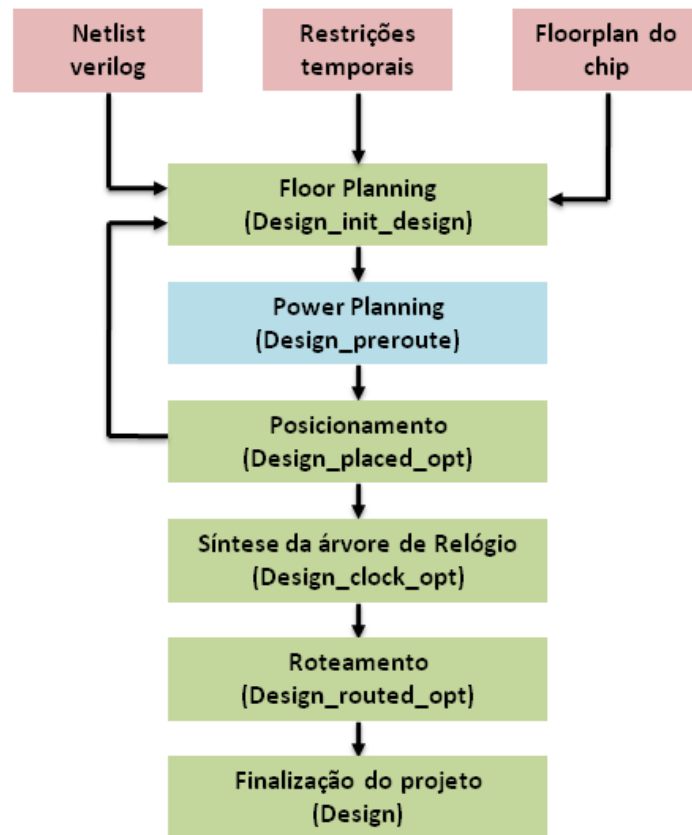 Netlist
verilog
Restrições
temporais
Floorplan do
chip
Floor Planning
(Design_init_design)
Power Planning
(Design_preroute)
Posicionamento
(Design_placed_opt)
Síntese da árvore de Relógio
(Design_clock_opt)
Roteamento
(Design_routed_opt)
Finalização do projeto
(Design)